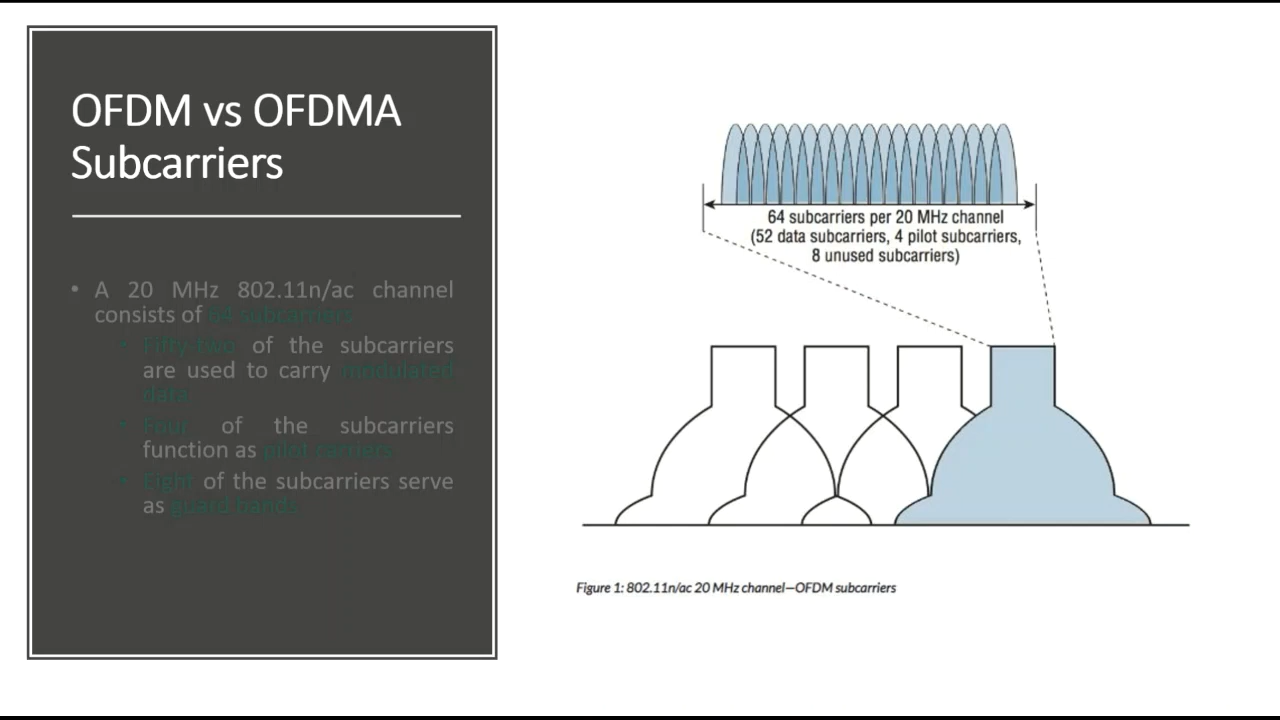 OFDM vs OFDMA
Subcarriers
• A 20 MHz 802.11n/ac channel
consists of 64 subcarriers
• Fifty-two of the subcarriers
are used to carry modulated
data
• Four of the subcarriers
function as pilot carriers
• Eight of the subcarriers serve
as guard bands
64 subcarriers per 20 MHz channel
(52 data subcarriers, 4 pilot subcarriers,
8 unused subcarriers)
Figure 1: 802.11n/ac 20 MHz channel—OFDM subcarriers